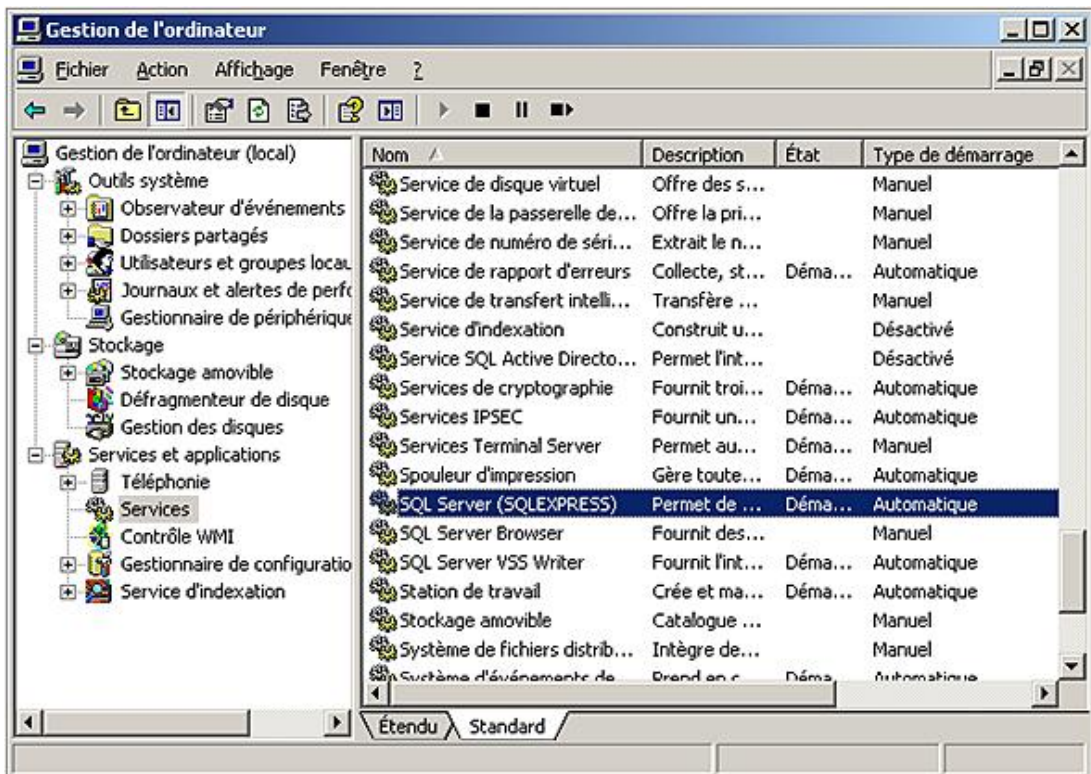 Gestion de l'ordinateur
Fichier Action Affichage Fenêtre ?
Gestion de l'ordinateur (local)
Outils système
Observateur d'événements
Dossiers partagés
Utilisateurs et groupes locau
Journaux et alertes de perfo
Gestionnaire de périphérique
Stockage
Stockage amovible
Défragmenteur de disque
Gestion des disques
Services et applications
Téléphonie
Services
Contrôle WMI
Gestionnaire de configuratio
Service d'indexation
Nom Description État Type de démarrage
Service de disque virtuel Offre des s... Manuel
Service de la passerelle de... Offre la pri... Manuel
Service de numéro de séri... Extrait le n... Manuel
Service de rapport d'erreurs Collecte, st... Déma... Automatique
Service de transfert intelli... Transfère ... Manuel
Service d'indexation Construit u... Désactivé
Service SQL Active Directo... Permet l'int... Désactivé
Services de cryptographie Fournit troi... Déma... Automatique
Services IPSEC Fournit un... Déma... Automatique
Services Terminal Server Permet au... Déma... Manuel
Spouleur d'impression Gère toute... Déma... Automatique
SQL Server (SQLEXPRESS) Permet de ... Déma... Automatique
SQL Server Browser Fournit des... Manuel
SQL Server VSS Writer Fournit l'int... Déma... Automatique
Station de travail Crée et ma... Déma... Automatique
Stockage amovible Catalogue ... Manuel
Système de fichiers distrib... Intègre de... Manuel
Système d'événements de Prend en c Déma Automatique
Étendu Standard